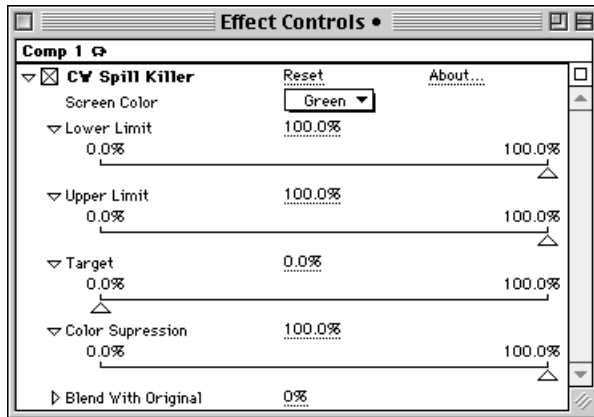 Effect Controls •
Comp 1
CW Spill Killer Reset About...
Screen Color Green
Lower Limit 100.0%
0.0% 100.0%
Upper Limit 100.0%
0.0% 100.0%
Target 0.0%
0.0% 100.0%
Color Supression 100.0%
0.0% 100.0%
Blend With Original 0%